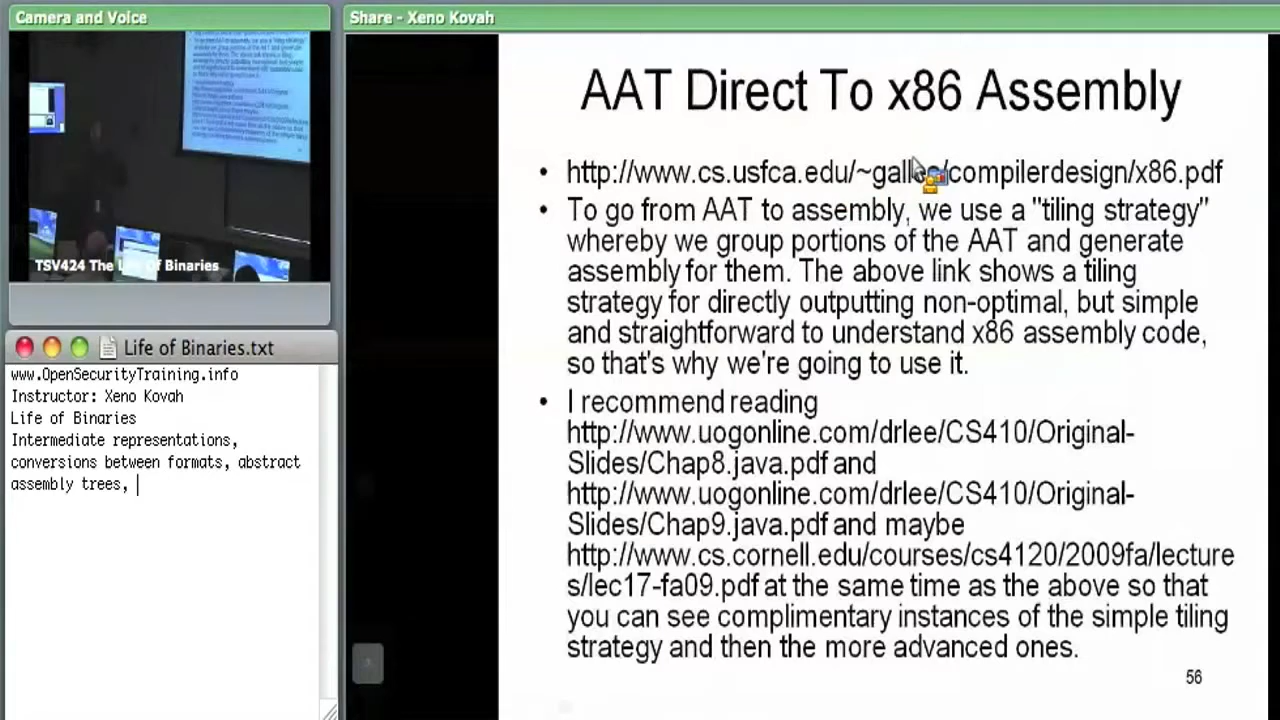 Camera and Voice
Share - Xeno Kovah
TSV424 The Life Of Binaries
Life of Binaries.txt
www.OpenSecurityTraining.info
Instructor: Xeno Kovah
Life of Binaries
Intermediate representations,
conversions between formats, abstract
assembly trees,
AAT Direct To x86 Assembly
• http://www.cs.usfca.edu/~galles/compilerdesign/x86.pdf
• To go from AAT to assembly, we use a "tiling strategy"
whereby we group portions of the AAT and generate
assembly for them. The above link shows a tiling
strategy for directly outputting non-optimal, but simple
and straightforward to understand x86 assembly code,
so that's why we're going to use it.
• I recommend reading
http://www.uogonline.com/drlee/CS410/Original-
Slides/Chap8.java.pdf and
http://www.uogonline.com/drlee/CS410/Original-
Slides/Chap9.java.pdf and maybe
http://www.cs.cornell.edu/courses/cs4120/2009fa/lecture
s/lec17-fa09.pdf at the same time as the above so that
you can see complimentary instances of the simple tiling
strategy and then the more advanced ones.
56